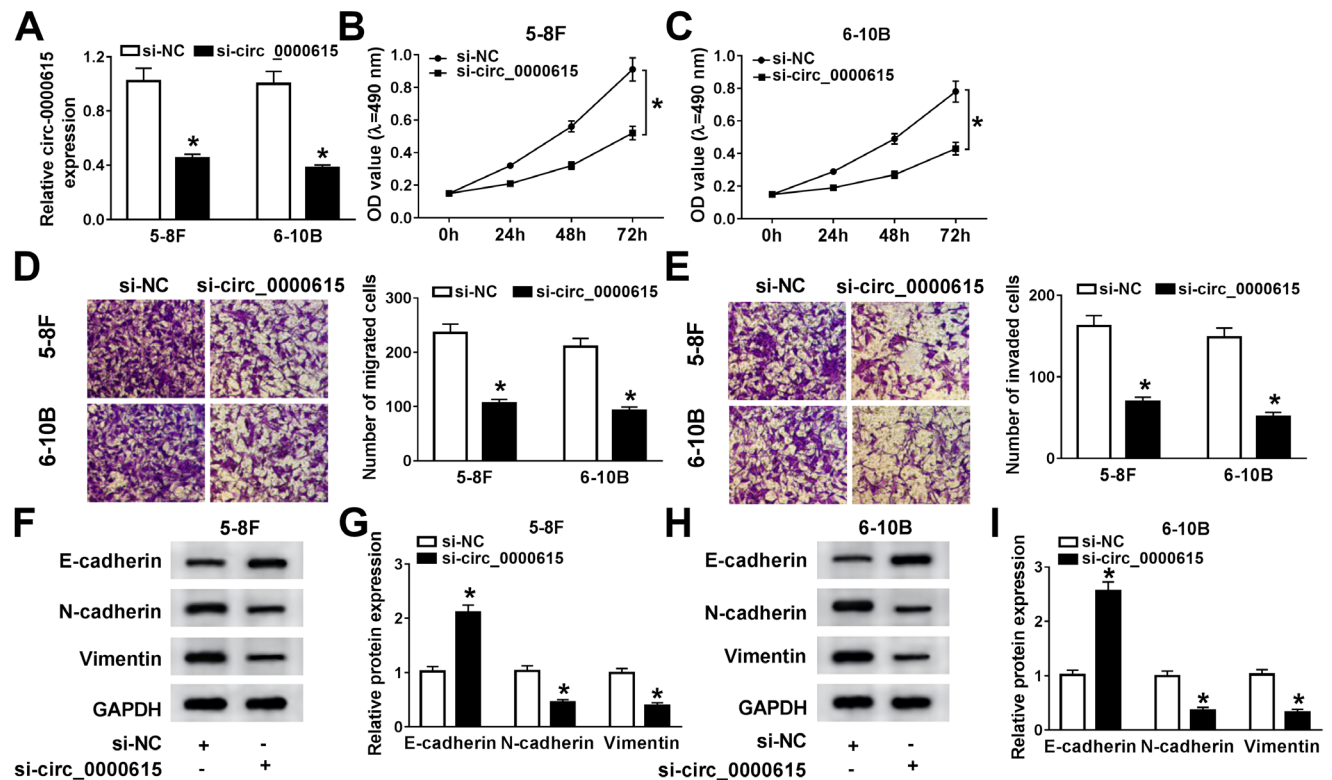 A
si-NC si-circ_0000615
Relative circ-0000615
expression
1.2
0.8
0.4
0.0
* *
5-8F 6-10B
B
5-8F
si-NC
si-circ_0000615
OD value (λ=490 nm)
1.0
0.8
0.6
0.4
0.2
0.0
*
0h 24h 48h 72h
C
6-10B
si-NC
si-circ_0000615
OD value (λ=490 nm)
1.0
0.8
0.6
0.4
0.2
0.0
*
0h 24h 48h 72h
D
si-NC si-circ_0000615
5-8F
6-10B
si-NC si-circ_0000615
Number of migrated cells
300
200
100
0
* *
5-8F 6-10B
E
si-NC si-circ_0000615
5-8F
6-10B
si-NC si-circ_0000615
Number of invaded cells
200
150
100
50
0
* *
5-8F 6-10B
F
5-8F
E-cadherin
N-cadherin
Vimentin
GAPDH
si-NC + -
si-circ_0000615 - +
G
5-8F
si-NC
si-circ_0000615
Relative protein expression
3
2
1
0
* * *
E-cadherin N-cadherin Vimentin
H
6-10B
E-cadherin
N-cadherin
Vimentin
GAPDH
si-NC + -
si-circ_0000615 - +
I
6-10B
si-NC
si-circ_0000615
Relative protein expression
3
2
1
0
* * *
E-cadherin N-cadherin Vimentin